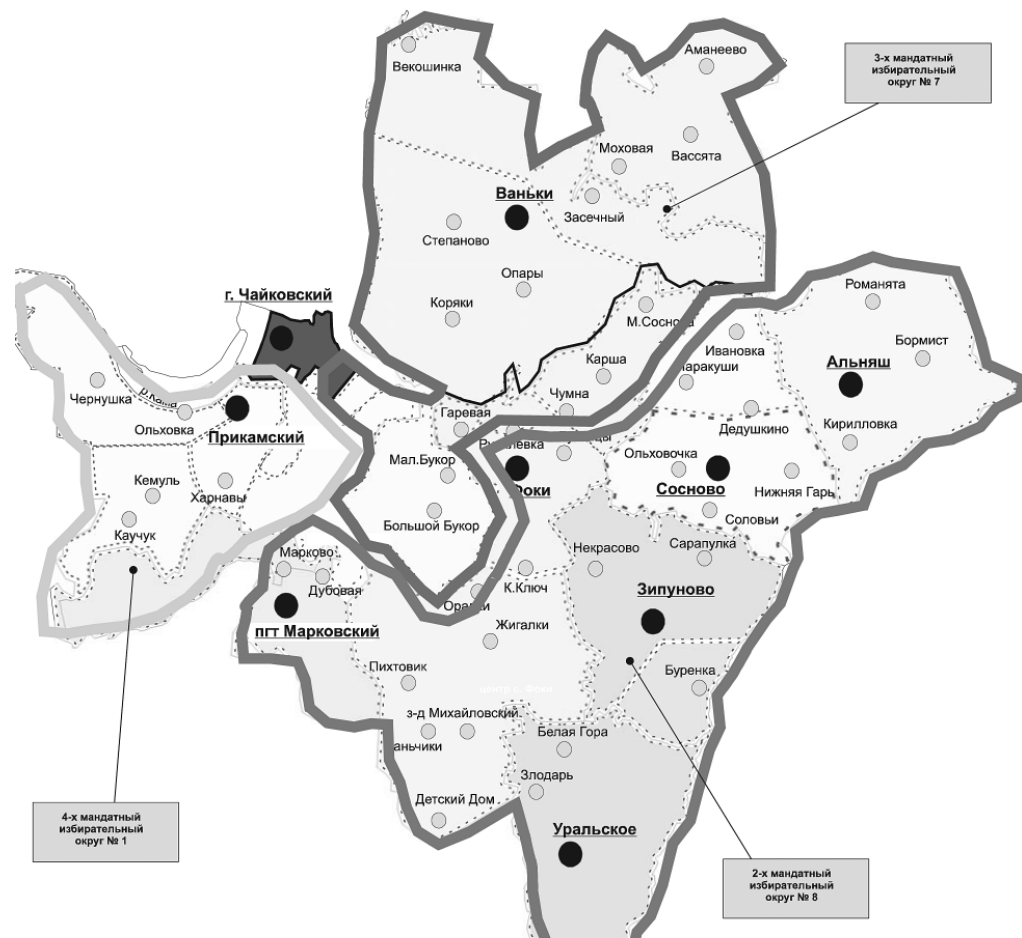 Векошинка
Аманеево
3-х мандатный
избирательный
округ № 7
Моховая
Вассята
Ваньки
Засечный
Степаново
Опары
Коряки
г. Чайковский
М.Соснова
Романята
Ивановка
Бормист
Карша
Альняш
Чернушка
Чумна
Ольховка
Гаревая
Дедушкино
Кирилловка
Прикамский
Мал.Букор
Ольховочка
Кемуль
Харнавы
Сосново
Нижняя Гарь
Большой Букор
Соловьи
Каучук
Некрасово
Сарапулка
Марково
Дубовая
К.Ключ
Зипуново
пгт Марковский
Жигалки
Пихтовик
Буренка
з-д Михайловский
аньчики
Белая Гора
Злодарь
Детский Дом
4-х мандатный
избирательный
округ № 1
Уральское
2-х мандатный
избирательный
округ № 8